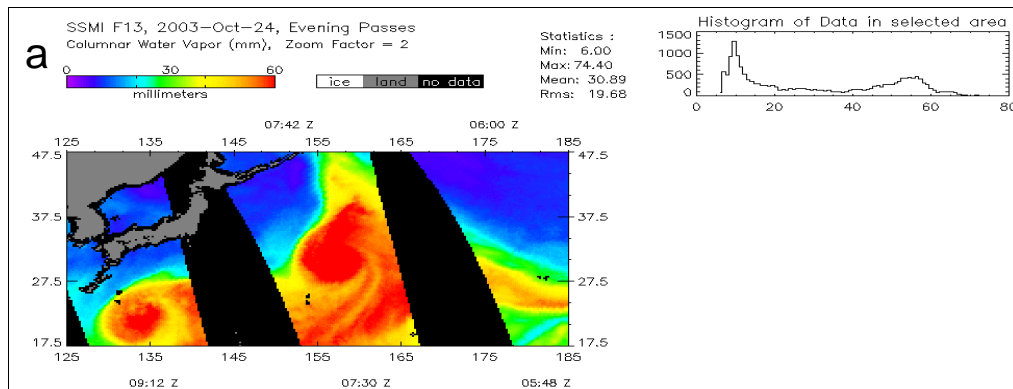 a
SSMI F13, 2003-Oct-24, Evening Passes
Columnar Water Vapor (mm), Zoom Factor = 2
0 60
millimeters
ice land no data
Statistics :
Min: 6.00
Max: 74.40
Mean: 30.89
Rms: 19.68
Histogram of Data in selected area
1500
1000
500
0
0 20 40 60 80
07:42 Z 06:00 Z
125 135 145 155 165 175 185
47.5 47.5
37.5 37.5
27.5 27.5
17.5 17.5
125 135 145 155 165 175 185
09:12 Z 07:30 Z 05:48 Z